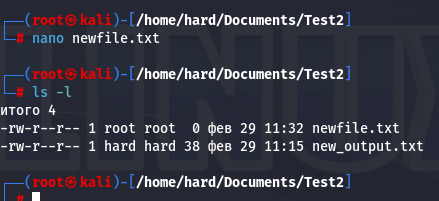 ┌──(root㉿kali)-[/home/hard/Documents/Test2]
└─# nano newfile.txt
┌──(root㉿kali)-[/home/hard/Documents/Test2]
└─# ls -l
итого 4
-rw-r--r-- 1 root root  0 фев 29 11:32 newfile.txt
-rw-r--r-- 1 hard hard 38 фев 29 11:15 new_output.txt
┌──(root㉿kali)-[/home/hard/Documents/Test2]
└─#